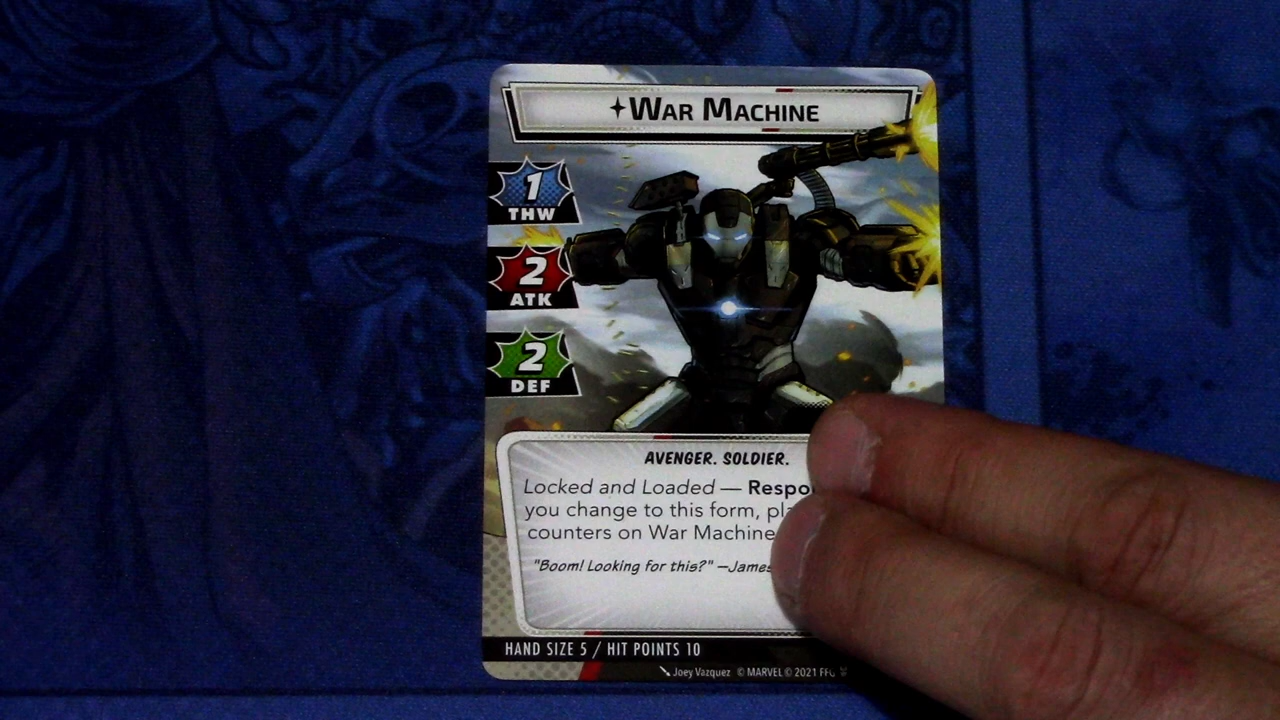 WAR MACHINE
1
THW
2
ATK
2
DEF
AVENGER. SOLDIER.
Locked and Loaded —
you change to this form,
counters on War Machine
"Boom! Looking for this?" —James
HAND SIZE 5 / HIT POINTS 10
Joey Vazquez © MARVEL © 2021 FFG